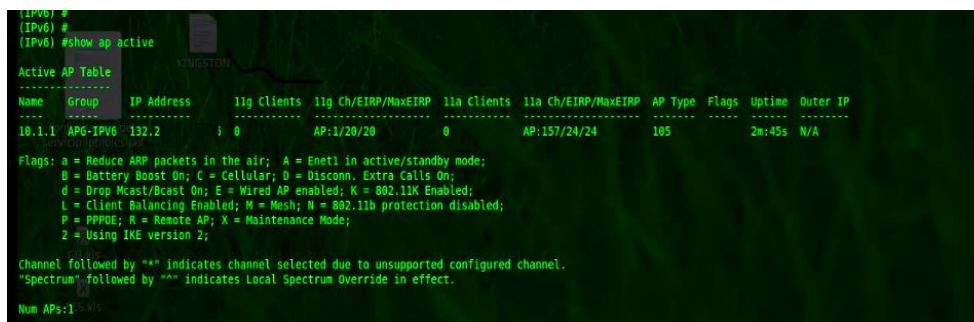 (IPv6) #
(IPv6) #
(IPv6) #show ap active
KINGSTON
Active AP Table
---------------
Name Group IP Address 11g Clients 11g Ch/EIRP/MaxEIRP 11a Clients 11a Ch/EIRP/MaxEIRP AP Type Flags Uptime Outer IP
---- ----- ---------- ----------- ------------------- ----------- ------------------- ------- ----- ------ --------
10.1.1 APG-IPV6 132.2 0 AP:1/20/20 0 AP:157/24/24 105 2m:45s N/A
Flags: a = Reduce ARP packets in the air; A = Enet1 in active/standby mode;
B = Battery Boost On; C = Cellular; D = Disconn. Extra Calls On;
d = Drop Mcast/Bcast On; E = Wired AP enabled; K = 802.11K Enabled;
L = Client Balancing Enabled; M = Mesh; N = 802.11b protection disabled;
P = PPPOE; R = Remote AP; X = Maintenance Mode;
2 = Using IKE version 2;
Channel followed by "*" indicates channel selected due to unsupported configured channel.
"Spectrum" followed by "^" indicates Local Spectrum Override in effect.
Num APs:1